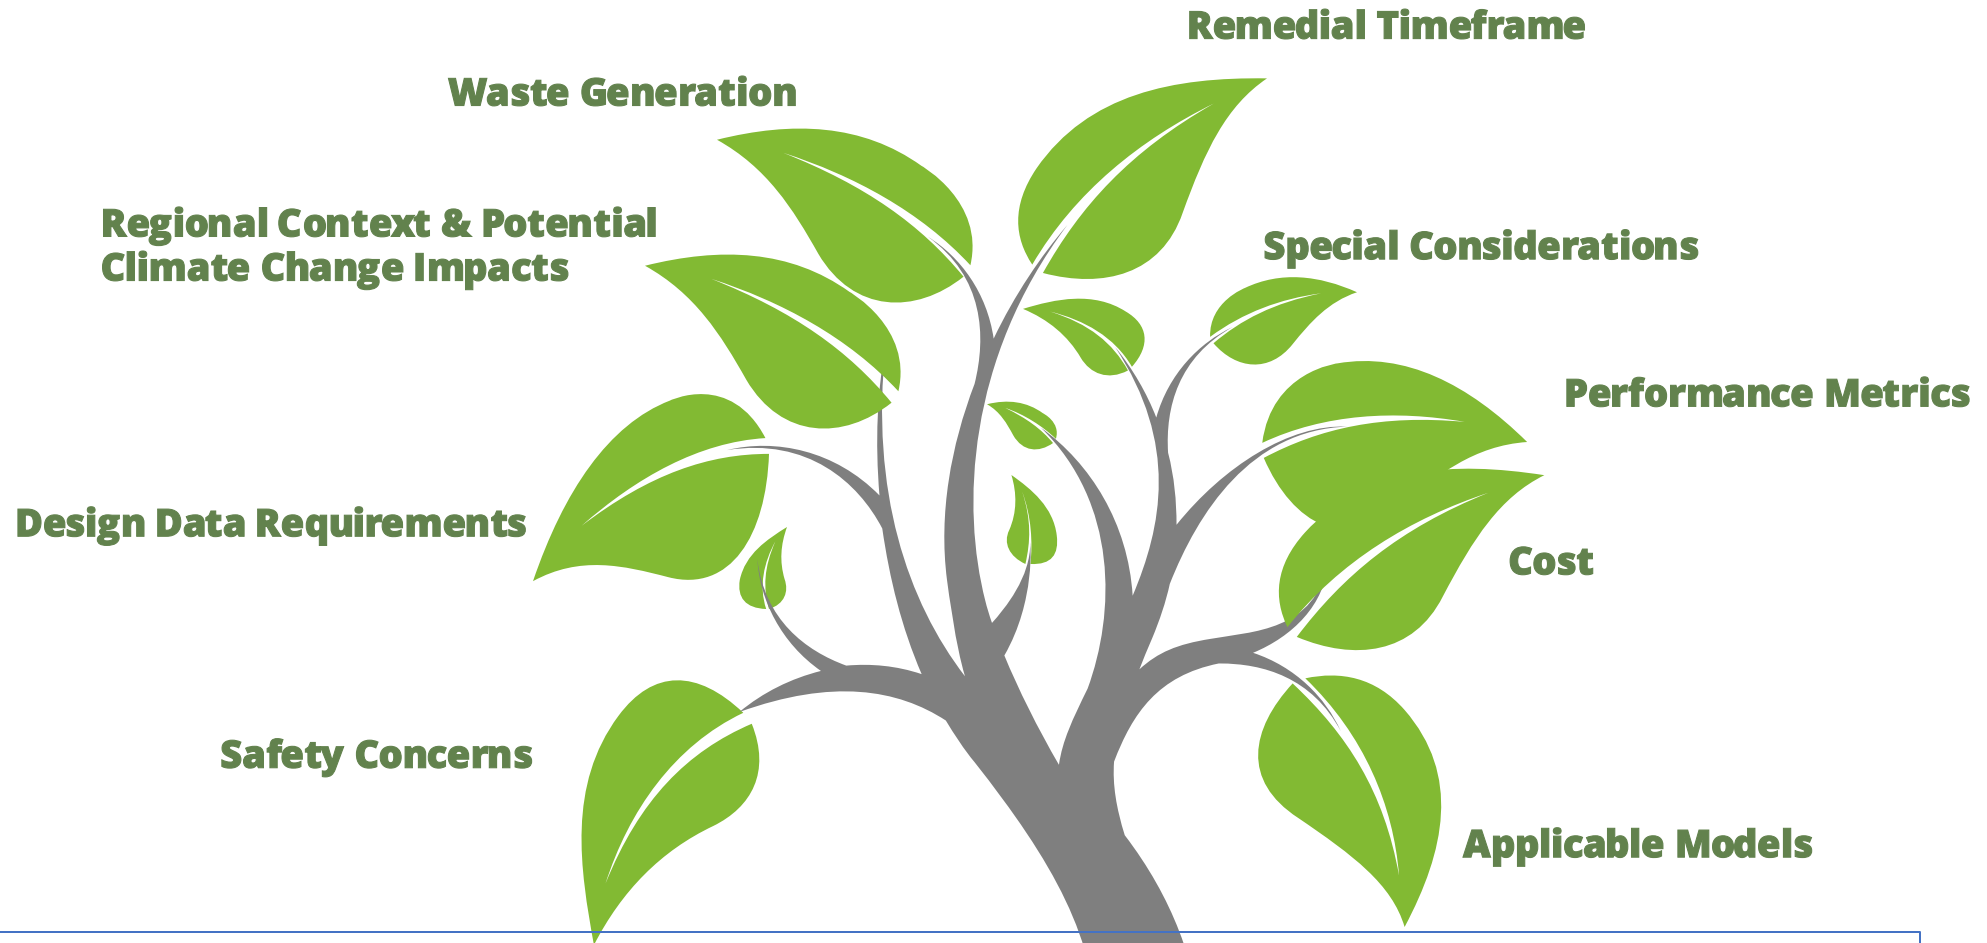 Remedial Timeframe
Waste Generation
Regional Context & Potential
Climate Change Impacts
Special Considerations
Performance Metrics
Design Data Requirements
Cost
Safety Concerns
Applicable Models